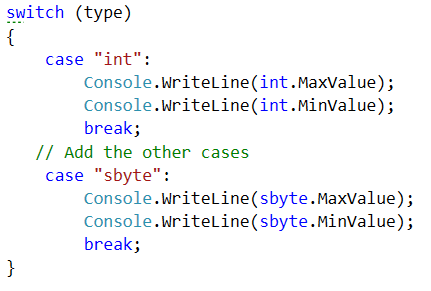 switch (type)
{
    case "int":
        Console.WriteLine(int.MaxValue);
        Console.WriteLine(int.MinValue);
        break;
   // Add the other cases
    case "sbyte":
        Console.WriteLine(sbyte.MaxValue);
        Console.WriteLine(sbyte.MinValue);
        break;
}